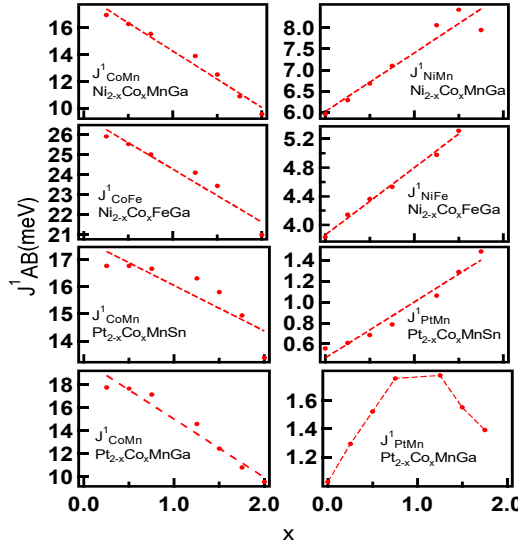 16
14
12
10
J¹CoMn
Ni2-xCoxMnGa
8.0
7.5
7.0
6.5
6.0
J¹NiMn
Ni2-xCoxMnGa
26
25
24
23
22
21
J¹CoFe
Ni2-xCoxFeGa
5.2
4.8
4.4
4.0
J¹NiFe
Ni2-xCoxFeGa
17
16
15
14
J¹CoMn
Pt2-xCoxMnSn
1.4
1.2
1.0
0.8
0.6
J¹PtMn
Pt2-xCoxMnSn
18
16
14
12
10
J¹CoMn
Pt2-xCoxMnGa
1.6
1.4
1.2
J¹PtMn
Pt2-xCoxMnGa
0.0 1.0 2.0
0.0 1.0 2.0
J¹AB(meV)
x